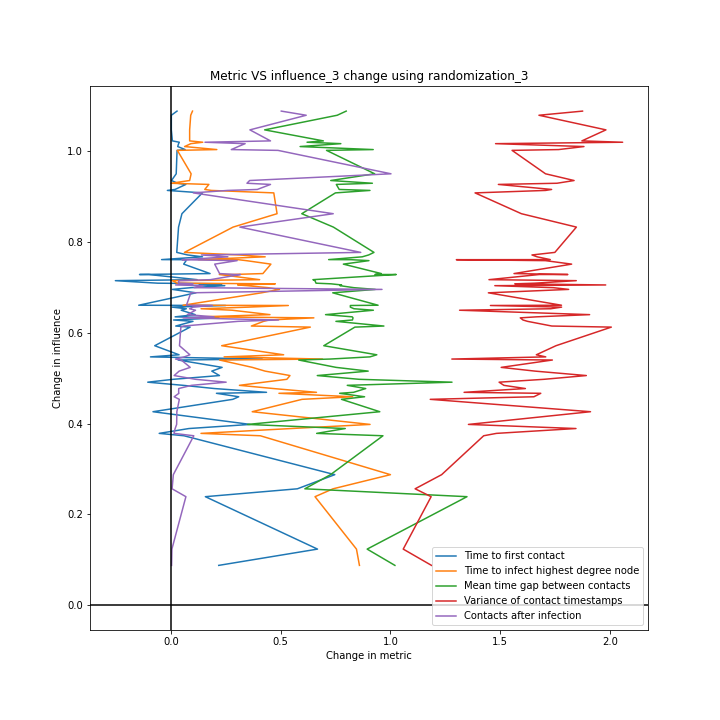 Metric VS influence_3 change using randomization_3
Change in influence
1.0
0.8
0.6
0.4
0.2
0.0
0.0 0.5 1.0 1.5 2.0
Change in metric
Time to first contact
Time to infect highest degree node
Mean time gap between contacts
Variance of contact timestamps
Contacts after infection